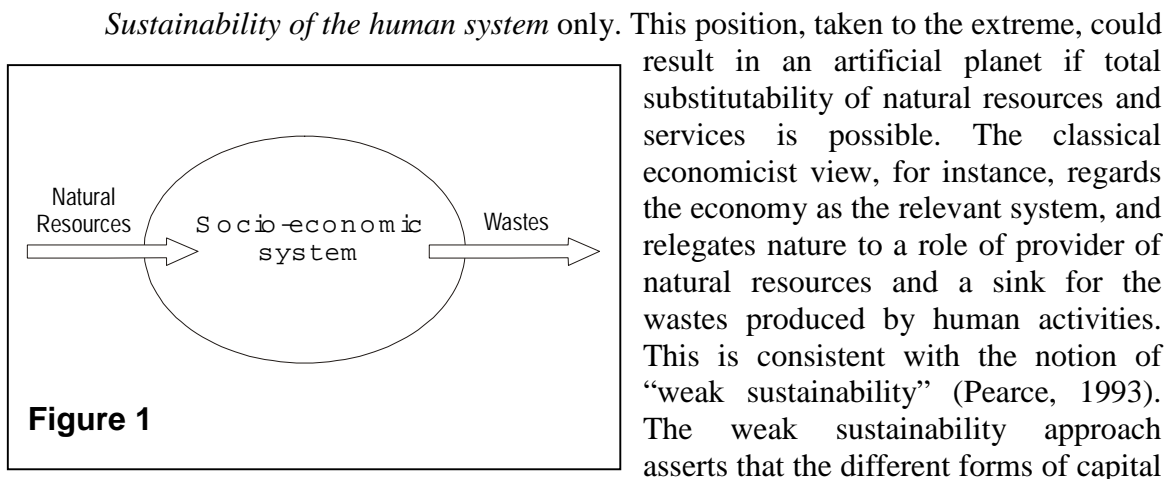 Sustainability of the human system only. This position, taken to the extreme, could
result in an artificial planet if total
substitutability of natural resources and
services is possible. The classical
economicist view, for instance, regards
the economy as the relevant system, and
relegates nature to a role of provider of
natural resources and a sink for the
wastes produced by human activities.
This is consistent with the notion of
“weak sustainability” (Pearce, 1993).
The weak sustainability approach
asserts that the different forms of capital
Natural
Resources
Socio-economic
system
Wastes
Figure 1